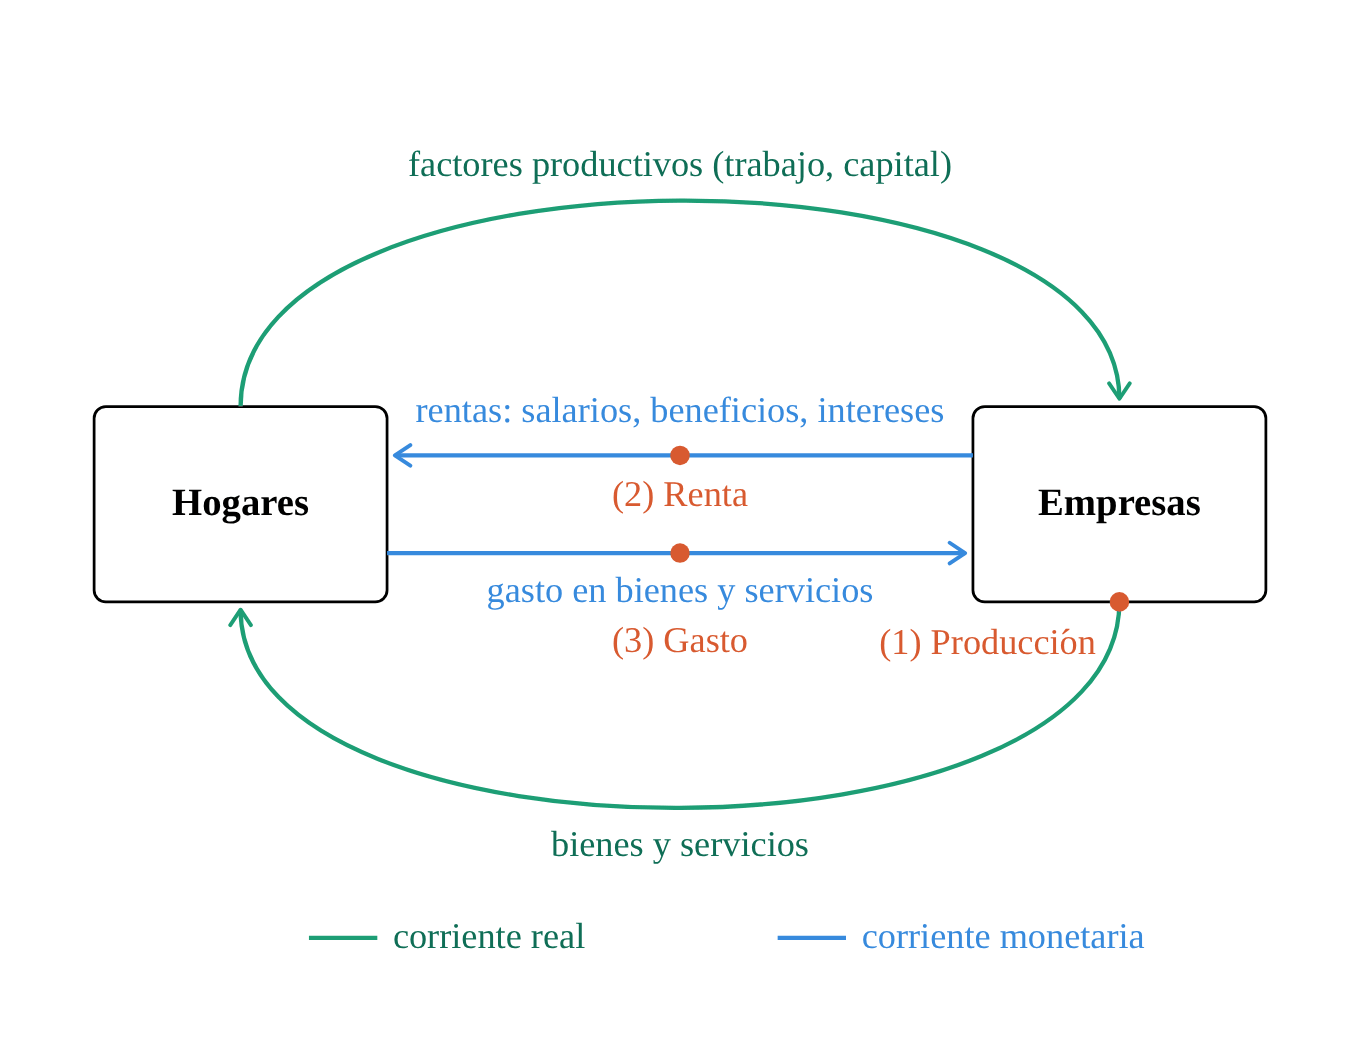 factores productivos (trabajo, capital)
rentas: salarios, beneficios, intereses
(2) Renta
Hogares
Empresas
gasto en bienes y servicios
(3) Gasto
(1) Producción
bienes y servicios
corriente real
corriente monetaria